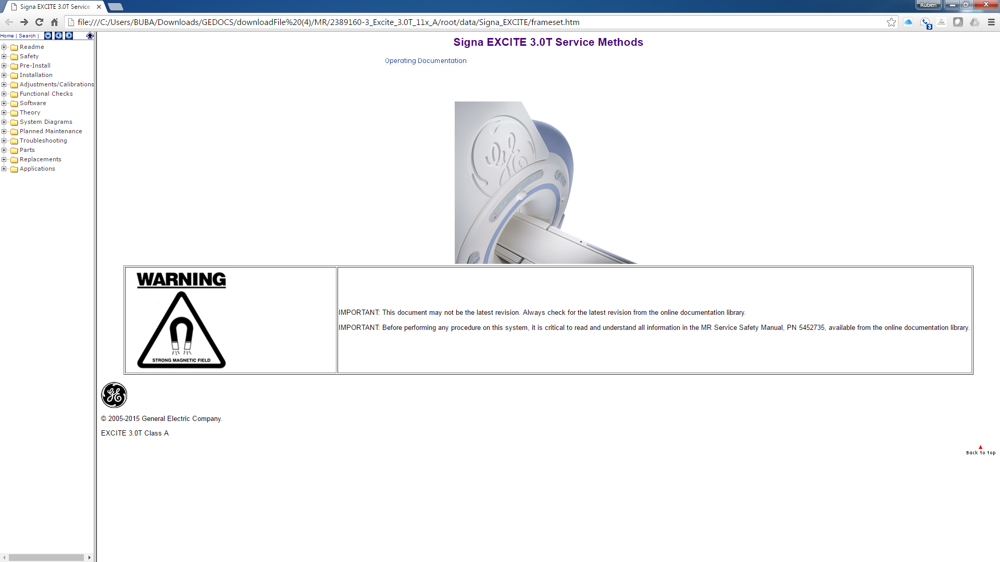 Signa EXCITE 3.0T Service
Ruben
file:///C:/Users/BUBA/Downloads/GEDOCS/downloadFile%20(4)/MR/2389160-3_Excite_3.0T_11x_A/root/data/Signa_EXCITE/frameset.htm
3
Home | Search |
Readme
Safety
Pre-Install
Installation
Adjustments/Calibrations
Functional Checks
Software
Theory
System Diagrams
Planned Maintenance
Troubleshooting
Parts
Replacements
Applications
Signa EXCITE 3.0T Service Methods
Operating Documentation
WARNING
STRONG MAGNETIC FIELD
IMPORTANT: This document may not be the latest revision. Always check for the latest revision from the online documentation library.
IMPORTANT: Before performing any procedure on this system, it is critical to read and understand all information in the MR Service Safety Manual, PN 5452735, available from the online documentation library.
GE
© 2005-2015 General Electric Company.
EXCITE 3.0T Class A
Back to top